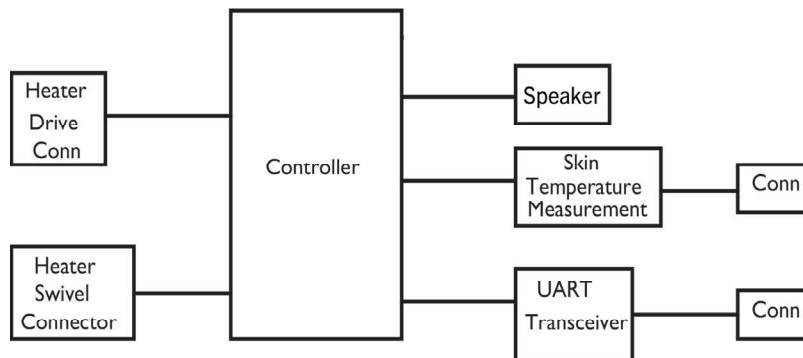 Heater
Drive
Conn
Controller
Speaker
Skin
Temperature
Measurement
Conn
Heater
Swivel
Connector
UART
Transceiver
Conn